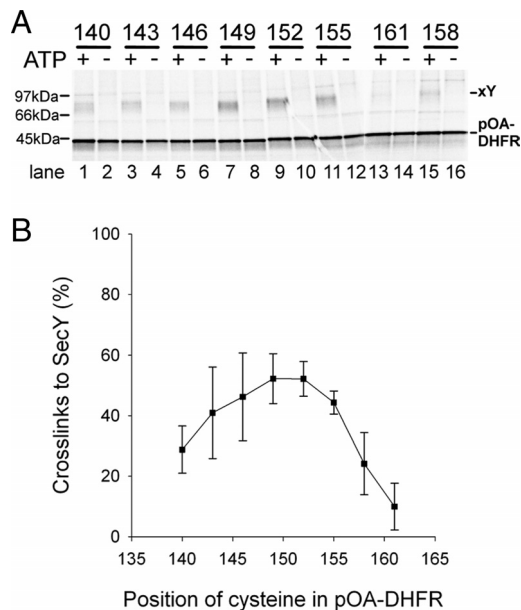 A
140 143 146 149 152 155 161 158
ATP + - + - + - + - + - + - + - + -
97kDa
66kDa
45kDa
xY
pOA-
DHFR
lane 1 2 3 4 5 6 7 8 9 10 11 12 13 14 15 16
B
Crosslinks to SecY (%)
100
80
60
40
20
0
135 140 145 150 155 160 165
Position of cysteine in pOA-DHFR